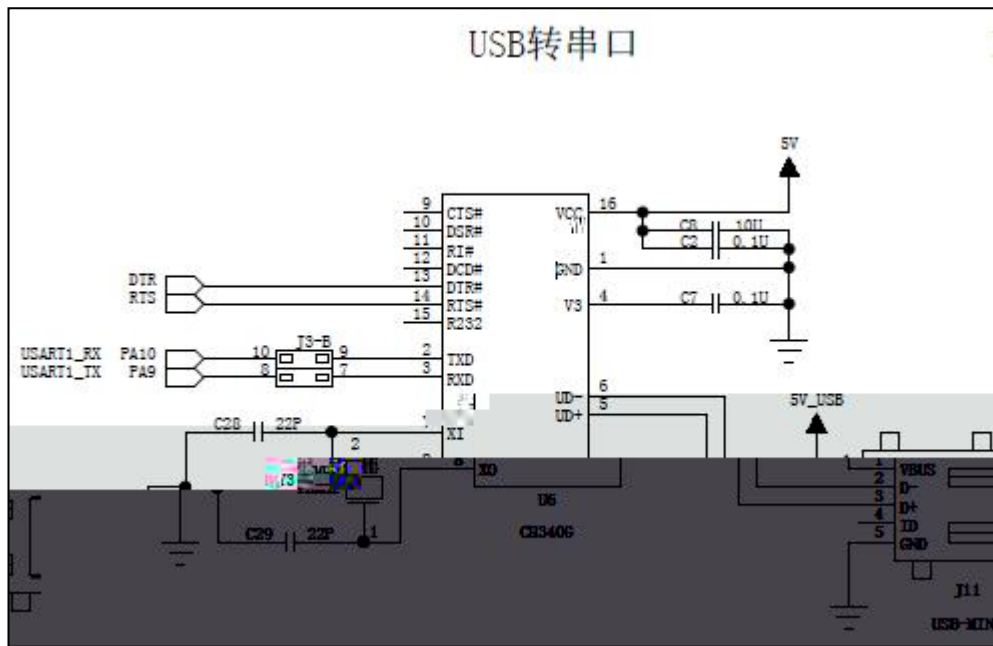 USB转串口
5V
9 CTS# VCC 16
10 DSR# C8 10U
11 RI# C2 0.1U
12 DCD# GND 1
DTR 13 DTR#
RTS 14 RTS# V3 4 C7 0.1U
15 R232
J3-B
USART1_RX PA10 10 9 2 TXD
USART1_TX PA9 8 7 3 RXD
UD- 6
UD+ 5
5V_USB
C28 22P XI
2
XO
1 VBUS
2 D-
3 D+
4 ID
5 GND
U6
CH340G
C29 22P 1
J11